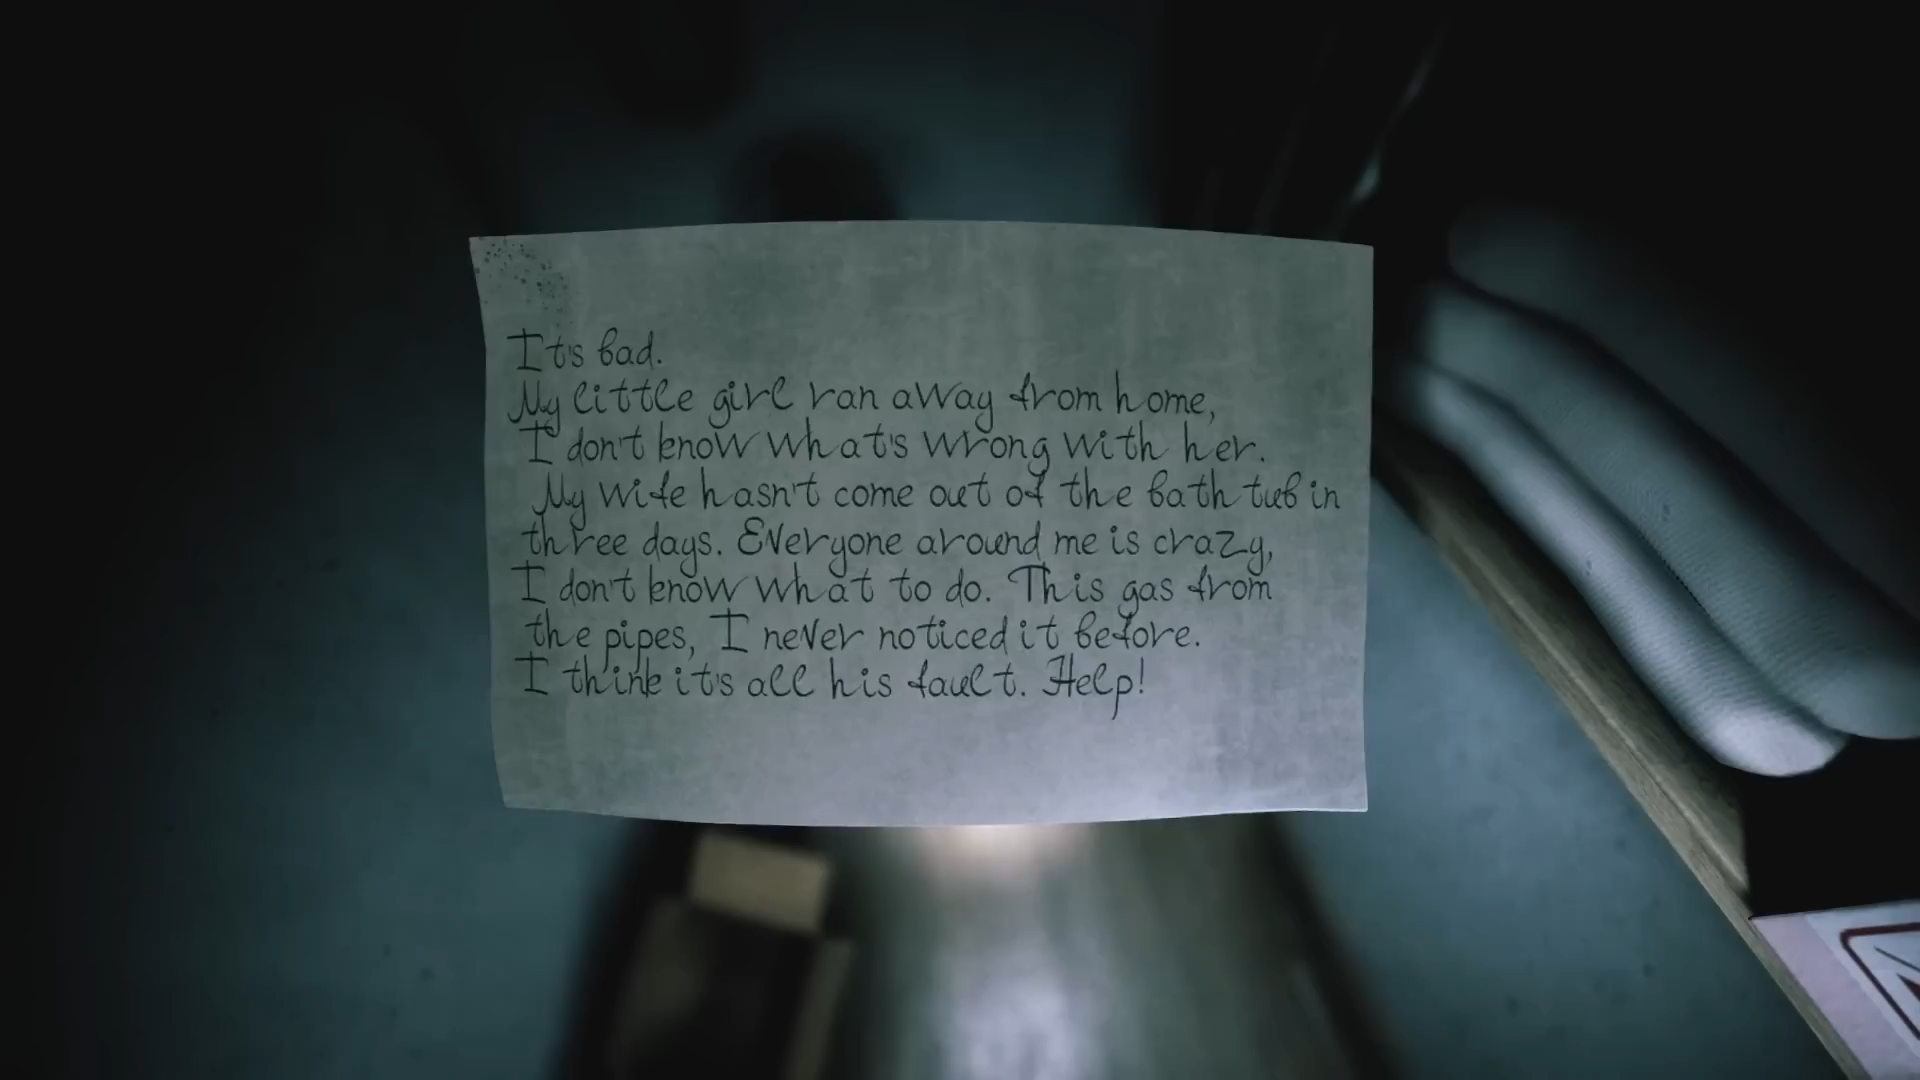 It's bad.
My little girl ran away from home,
I don't know what's wrong with her.
My wife hasn't come out of the bath tub in
three days. Everyone around me is crazy,
I don't know what to do. This gas from
the pipes, I never noticed it before.
I think it's all his fault. Help!